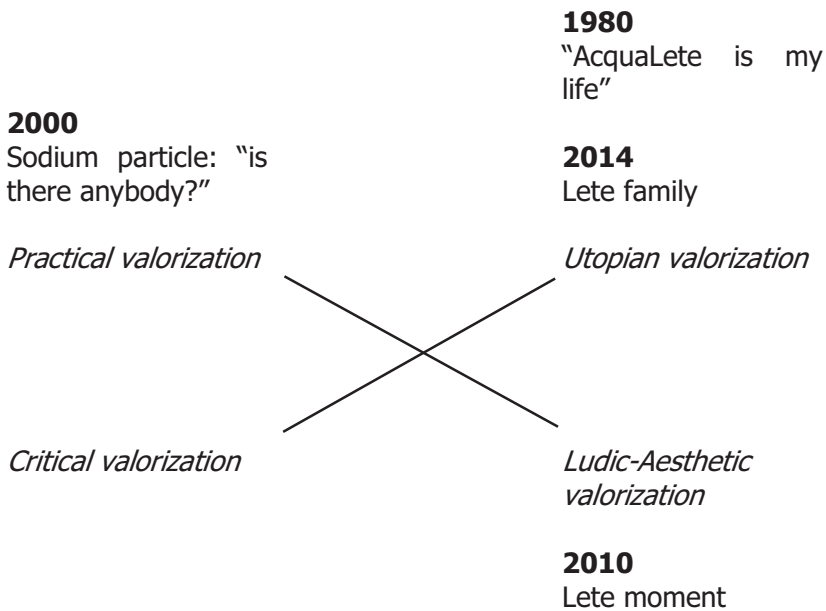 1980
“AcquaLete is my
life”
2000
Sodium particle: “is
there anybody?”
2014
Lete family
Practical valorization
Utopian valorization
Critical valorization
Ludic-Aesthetic
valorization
2010
Lete moment